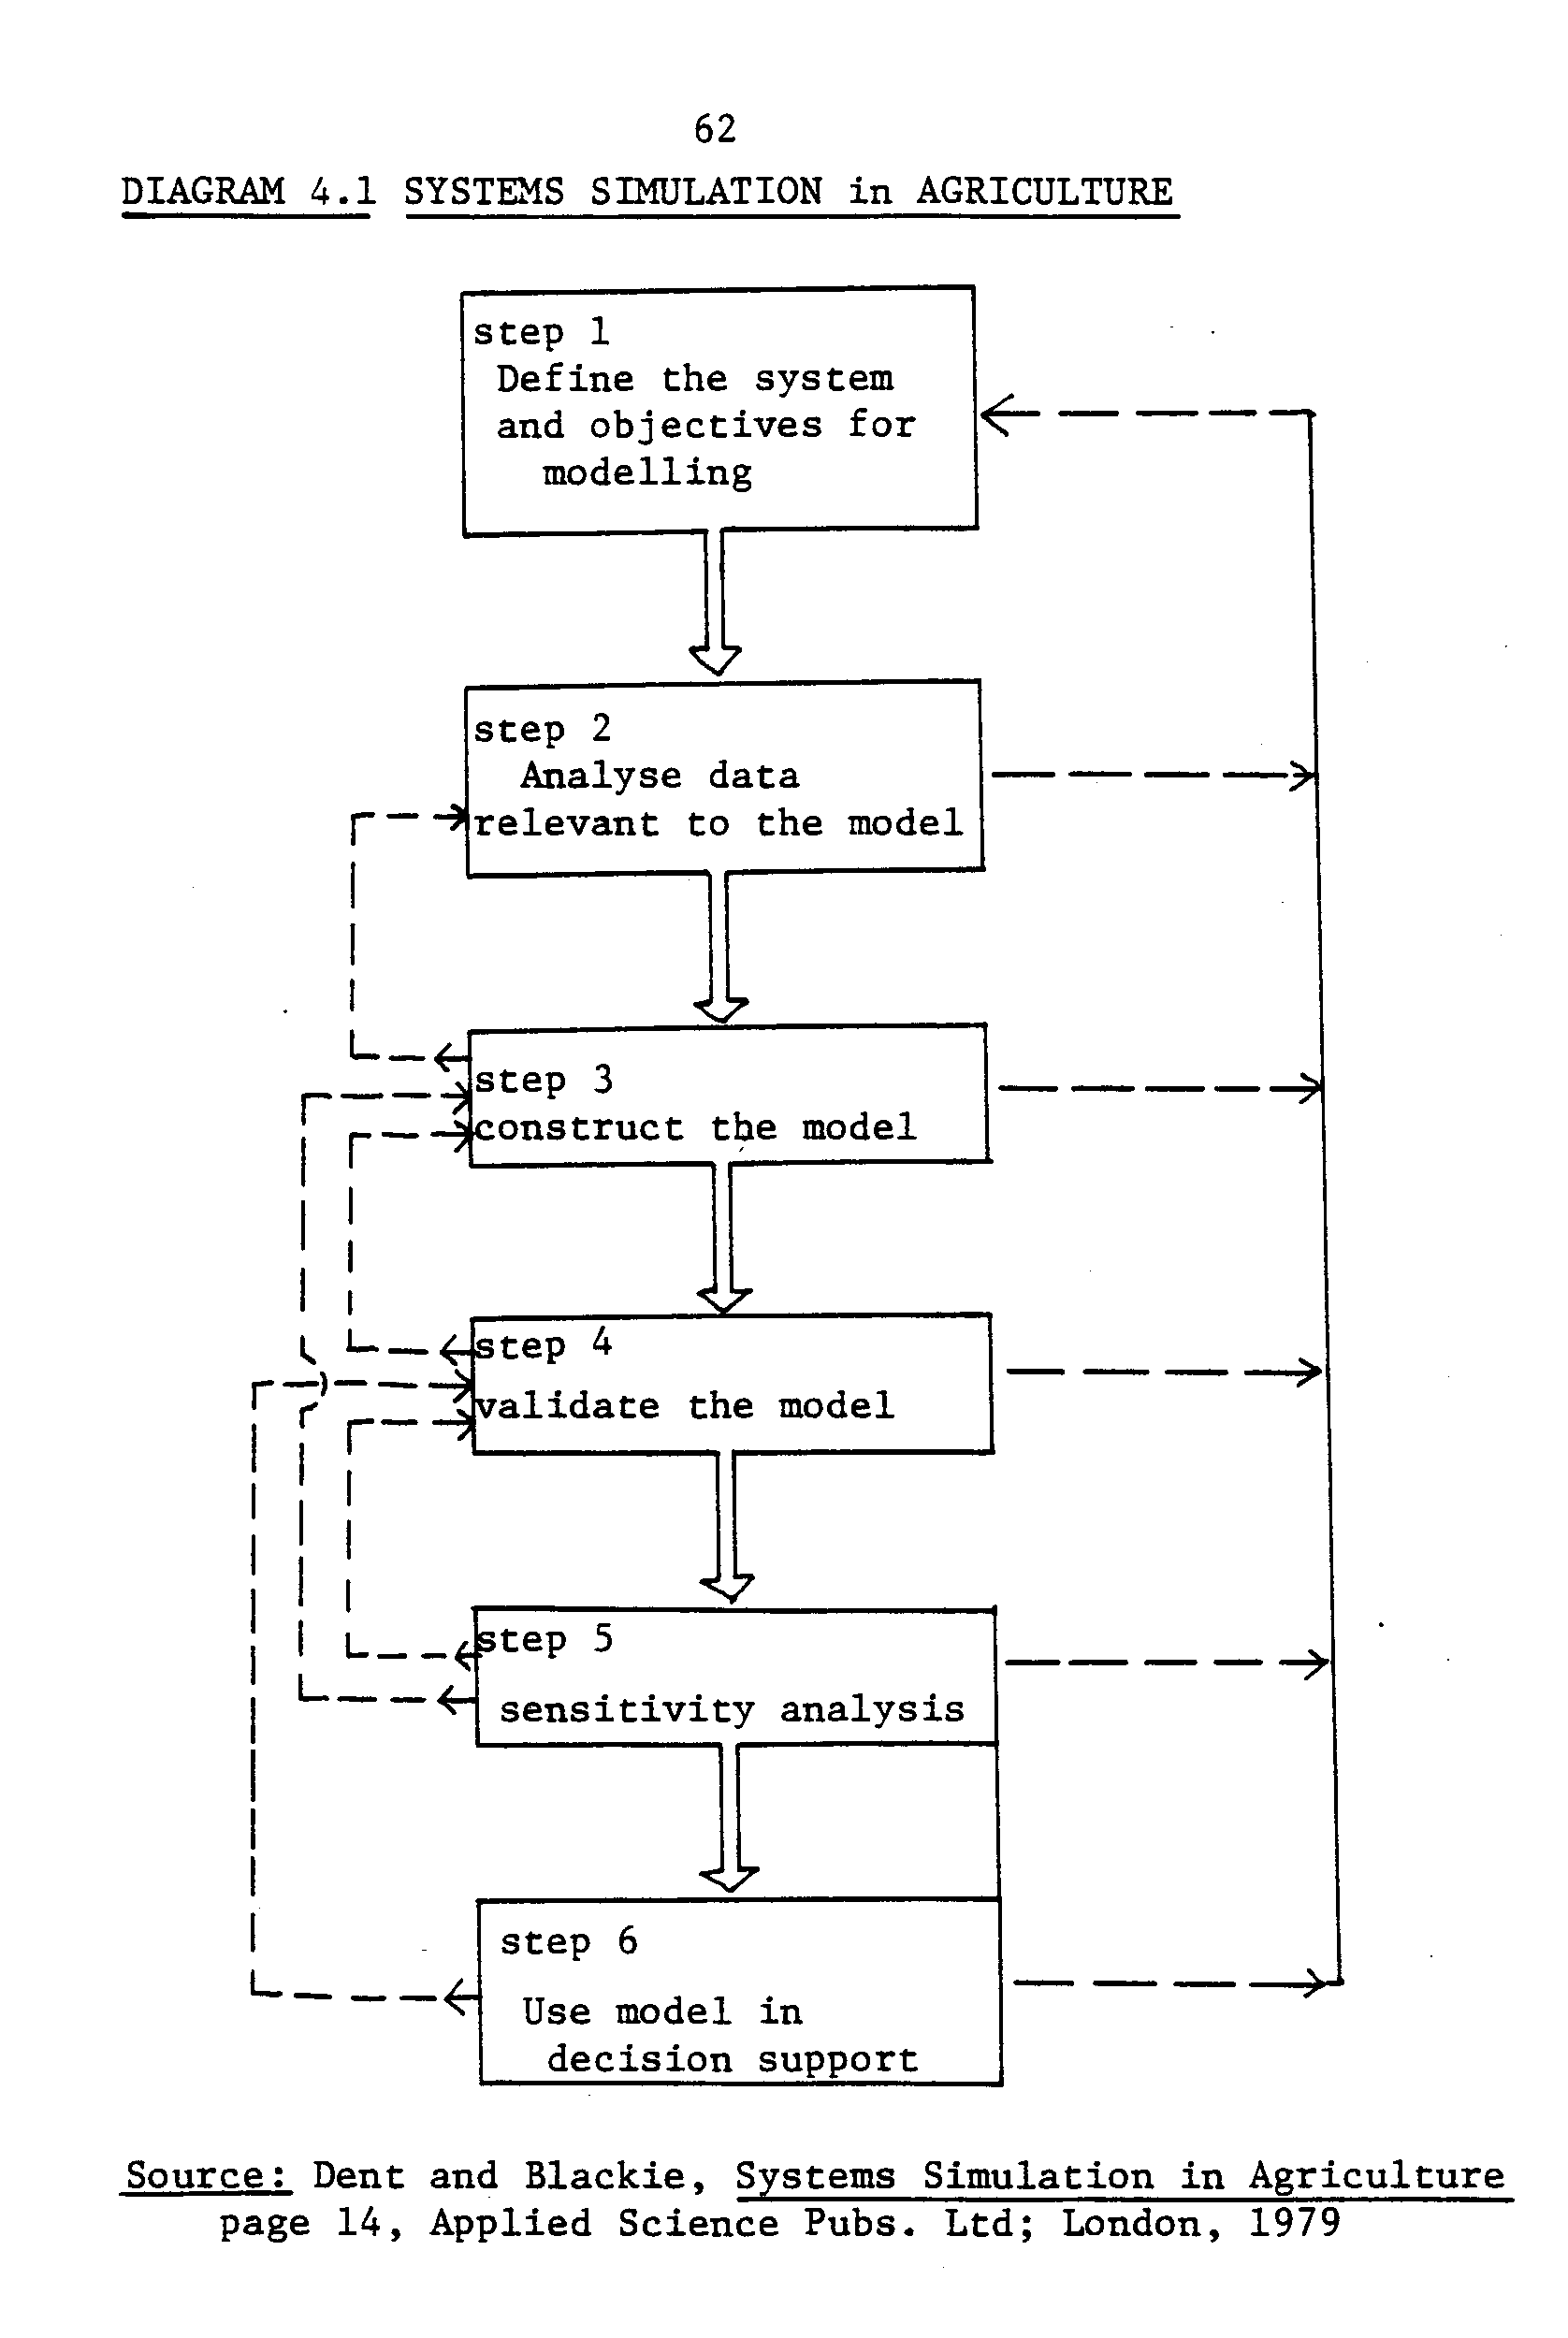 62
DIAGRAM 4.1 SYSTEMS SIMULATION in AGRICULTURE
step 1
Define the system
and objectives for
modelling
step 2
Analyse data
relevant to the model
step 3
construct the model
step 4
validate the model
step 5
sensitivity analysis
step 6
Use model in
decision support
Source: Dent and Blackie, Systems Simulation in Agriculture
page 14, Applied Science Pubs. Ltd; London, 1979